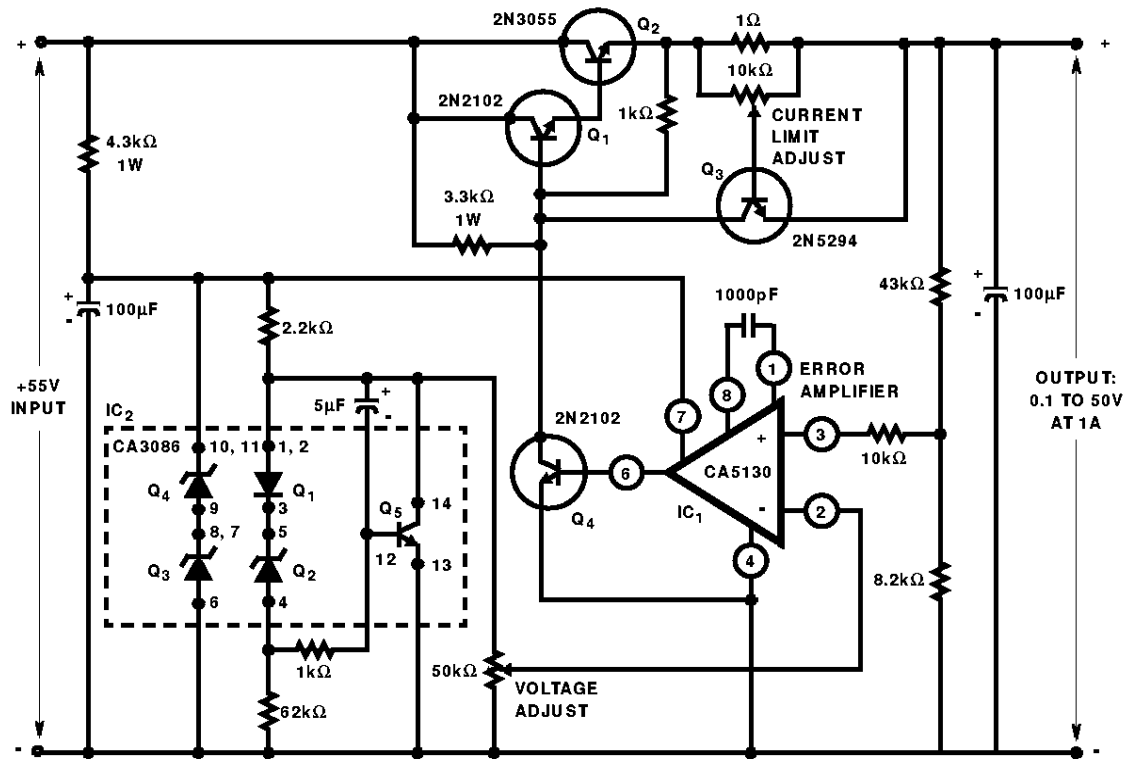 2N3055
Q2
1Ω
+
+
10kΩ
2N2102
Q1
1kΩ
CURRENT
LIMIT
ADJUST
4.3kΩ
1W
Q3
3.3kΩ
1W
2N5294
+
-
100μF
2.2kΩ
1000pF
43kΩ
+
-
100μF
+55V
INPUT
5μF
+
-
1
ERROR
AMPLIFIER
8
OUTPUT:
0.1 TO 50V
AT 1A
IC2
2N2102
7
CA3086
10, 11
1, 2
+
3
10kΩ
Q4
Q1
6
CA5130
9
3
Q5
14
Q4
IC1
-
2
8, 7
5
12
13
Q3
Q2
4
6
4
8.2kΩ
1kΩ
50kΩ
VOLTAGE
ADJUST
62kΩ
-
-